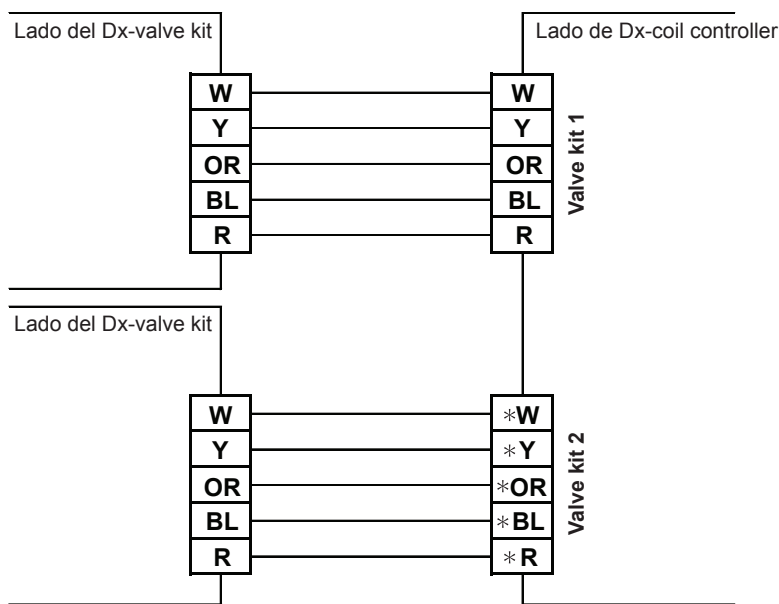 Lado del Dx-valve kit
Lado de Dx-coil controller
W W
Y Y
OR OR
BL BL
R R
Valve kit 1
Lado del Dx-valve kit
W *W
Y *Y
OR *OR
BL *BL
R *R
Valve kit 2